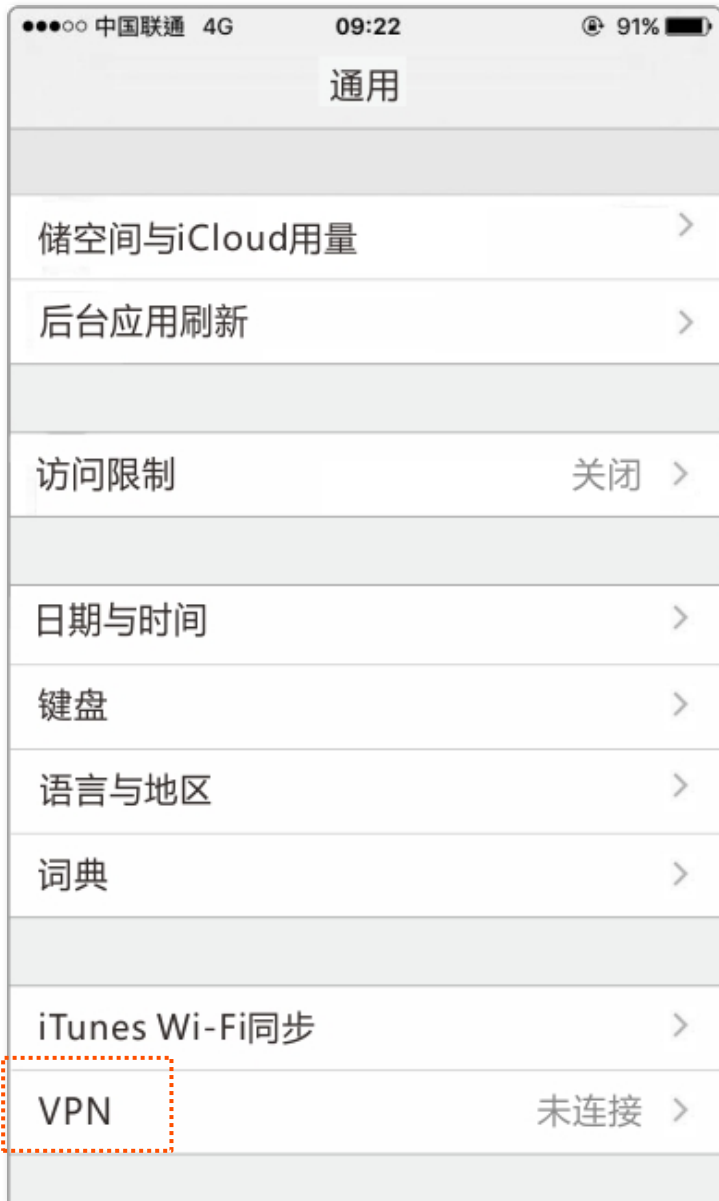 中国联通 4G 09:22 91%
通用
储空间与iCloud用量
后台应用刷新
访问限制 关闭
日期与时间
键盘
语言与地区
词典
iTunes Wi-Fi同步
VPN 未连接